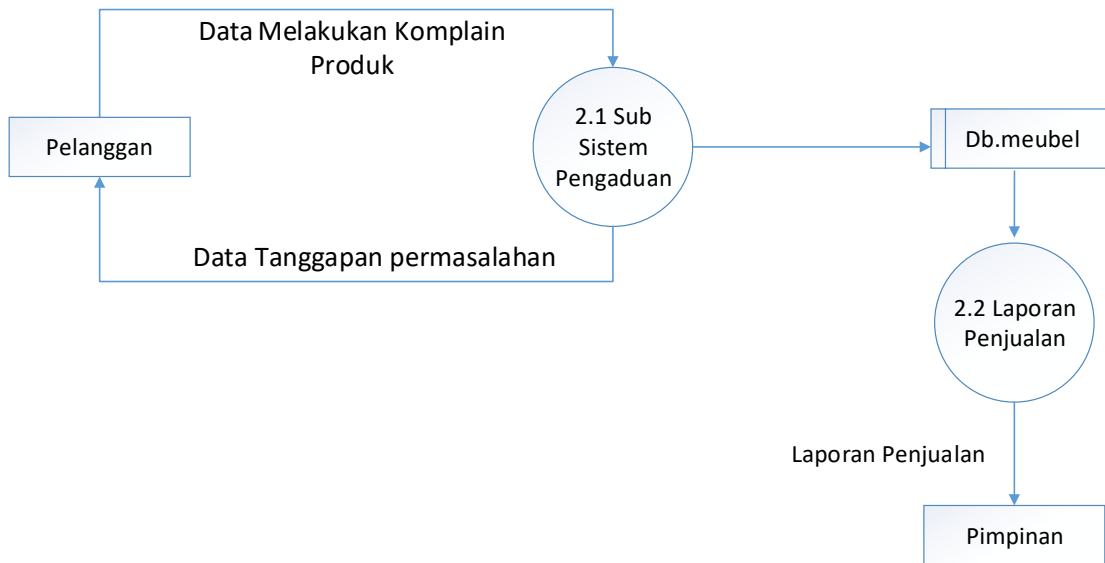 Data Melakukan Komplain
Produk
Pelanggan
2.1 Sub
Sistem
Pengaduan
Db.meubel
Data Tanggapan permasalahan
2.2 Laporan
Penjualan
Laporan Penjualan
Pimpinan